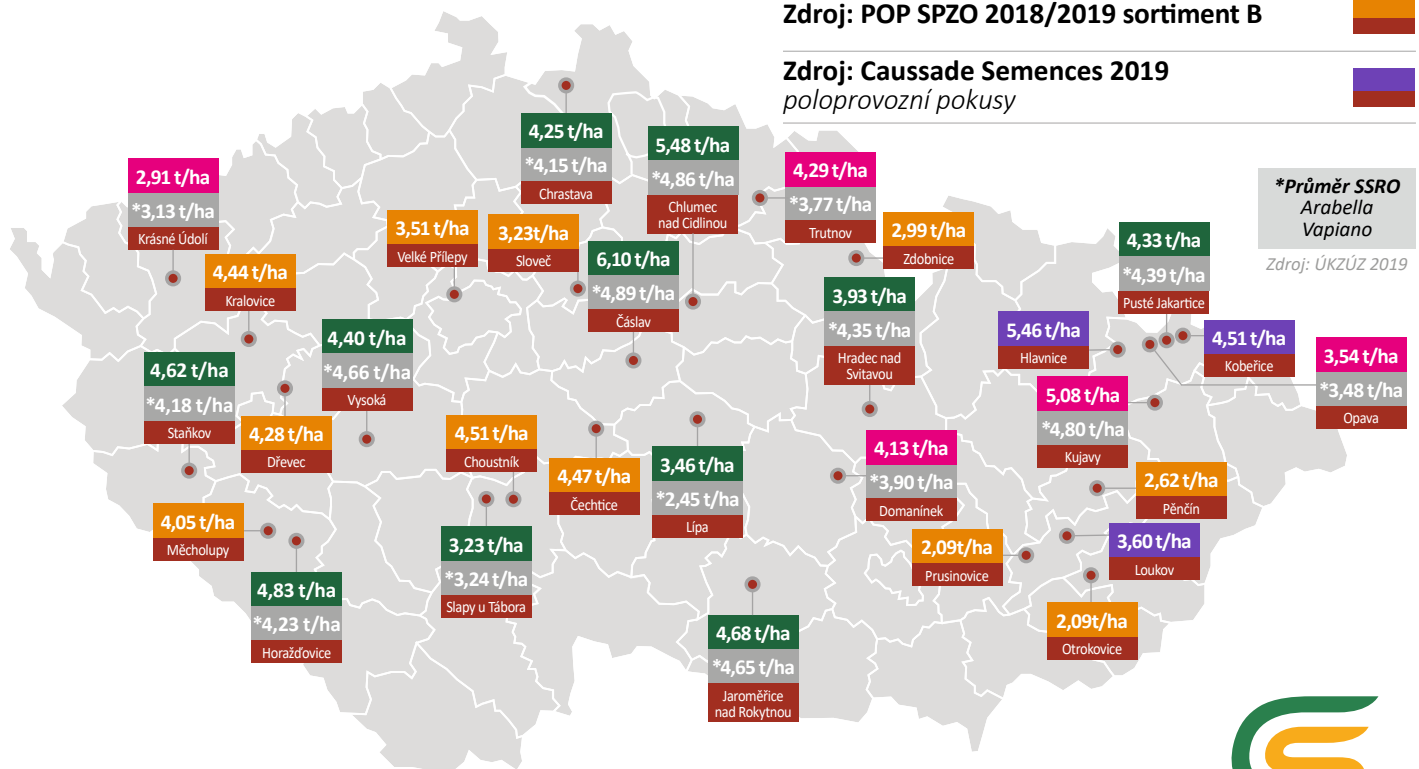 Zdroj: POP SPZO 2018/2019 sortiment B
Zdroj: Caussade Semences 2019
poloprovozní pokusy
*Průměr SSRO
Arabella
Vapiano
Zdroj: ÚKZÚZ 2019
4,25 t/ha
*4,15 t/ha
Chrastava
5,48 t/ha
*4,86 t/ha
Chlumec
nad Cidlinou
4,29 t/ha
*3,77 t/ha
Trutnov
2,91 t/ha
*3,13 t/ha
Krásné Údolí
3,51 t/ha
Velké Přílepy
3,23t/ha
Sloveč
2,99 t/ha
Zdobnice
4,33 t/ha
*4,39 t/ha
Pusté Jakartice
4,44 t/ha
Kralovice
6,10 t/ha
*4,89 t/ha
Čáslav
3,93 t/ha
*4,35 t/ha
Hradec nad
Svitavou
5,46 t/ha
Hlavnice
4,51 t/ha
Kobeřice
3,54 t/ha
*3,48 t/ha
Opava
4,40 t/ha
*4,66 t/ha
Vysoká
4,62 t/ha
*4,18 t/ha
Staňkov
4,28 t/ha
Dřevec
4,51 t/ha
Choustník
4,47 t/ha
Čechtice
3,46 t/ha
*2,45 t/ha
Lípa
4,13 t/ha
*3,90 t/ha
Domanínek
5,08 t/ha
*4,80 t/ha
Kujavy
2,62 t/ha
Pěnčín
4,05 t/ha
Měcholupy
3,23 t/ha
*3,24 t/ha
Slapy u Tábora
2,09t/ha
Prusinovice
3,60 t/ha
Loukov
4,83 t/ha
*4,23 t/ha
Horažďovice
4,68 t/ha
*4,65 t/ha
Jaroměřice
nad Rokytnou
2,09t/ha
Otrokovice